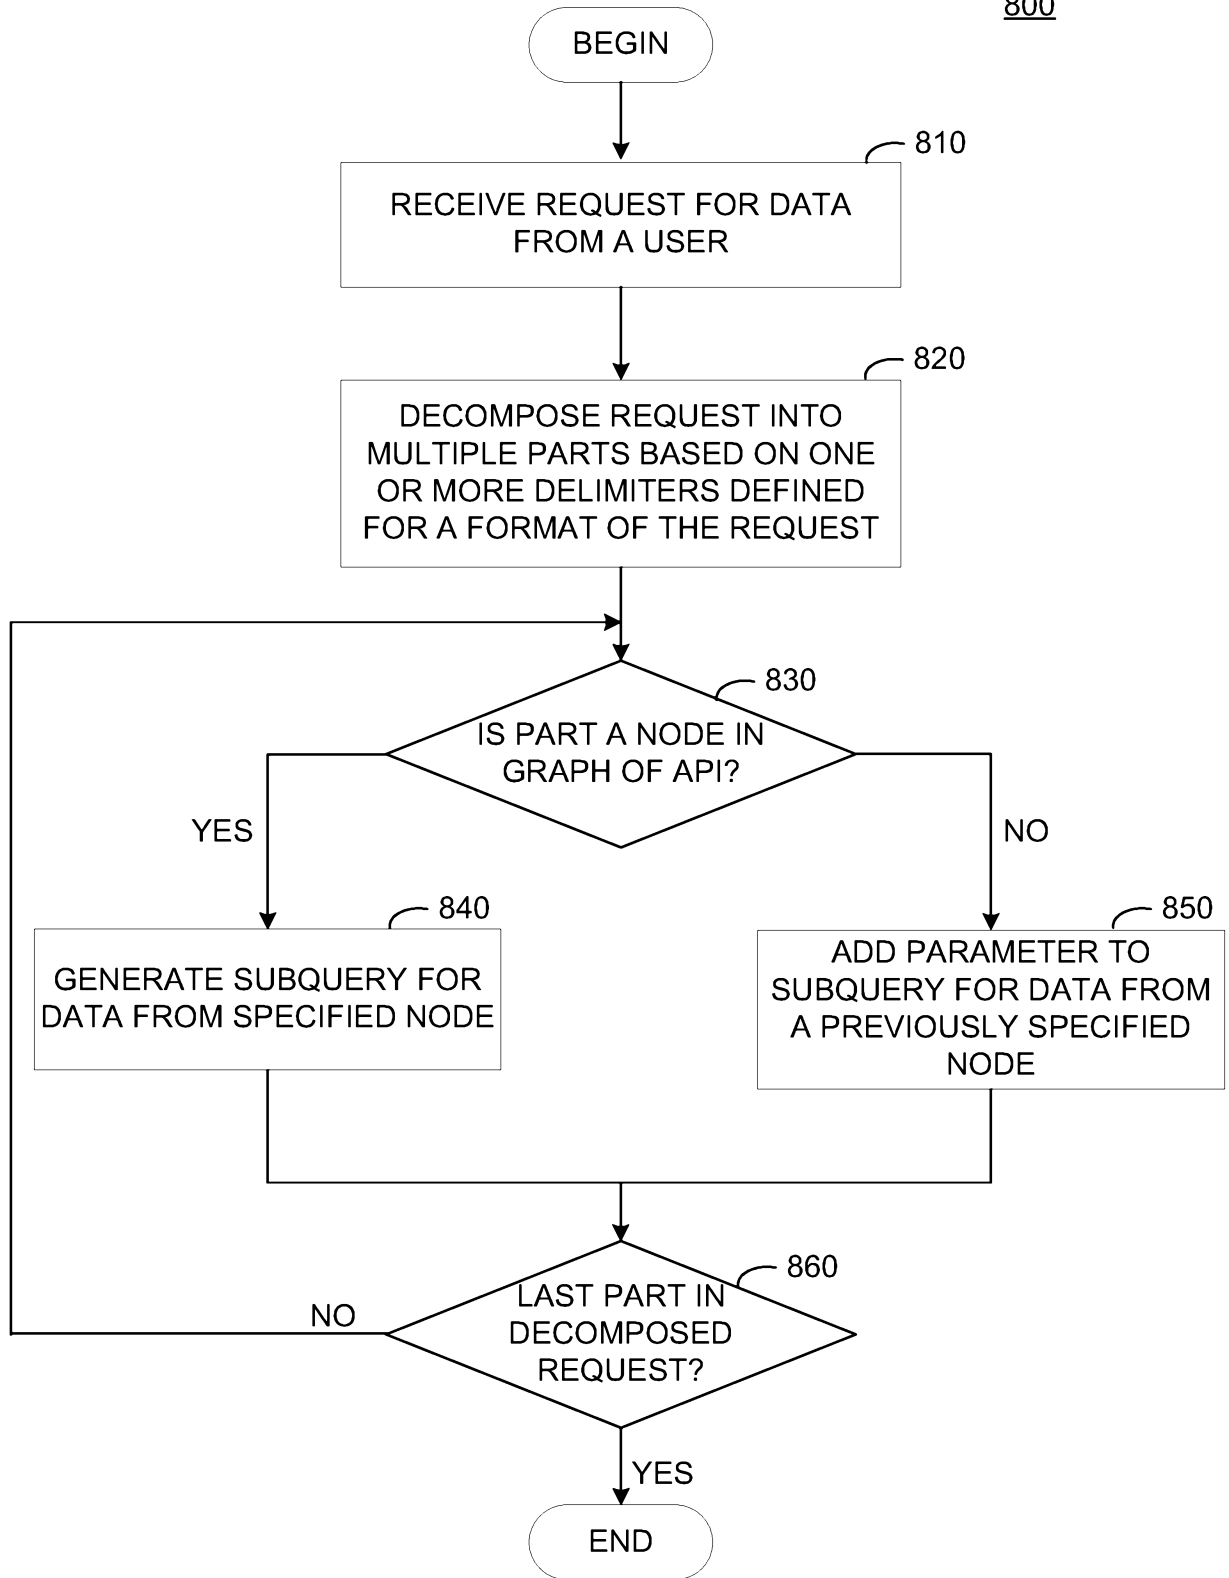 800
BEGIN
810
RECEIVE REQUEST FOR DATA
FROM A USER
820
DECOMPOSE REQUEST INTO
MULTIPLE PARTS BASED ON ONE
OR MORE DELIMITERS DEFINED
FOR A FORMAT OF THE REQUEST
830
IS PART A NODE IN
GRAPH OF API?
YES
NO
840
GENERATE SUBQUERY FOR
DATA FROM SPECIFIED NODE
850
ADD PARAMETER TO
SUBQUERY FOR DATA FROM
A PREVIOUSLY SPECIFIED
NODE
860
LAST PART IN
DECOMPOSED
REQUEST?
NO
YES
END